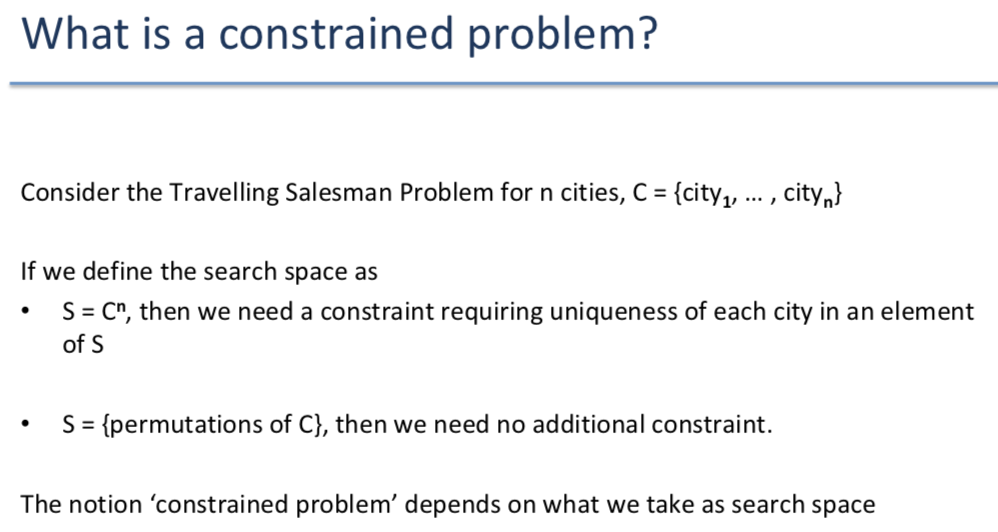 What is a constrained problem?
Consider the Travelling Salesman Problem for n cities, C = {city₁, ... , cityₙ}
If we define the search space as
• S = Cⁿ, then we need a constraint requiring uniqueness of each city in an element
of S
• S = {permutations of C}, then we need no additional constraint.
The notion ‘constrained problem’ depends on what we take as search space